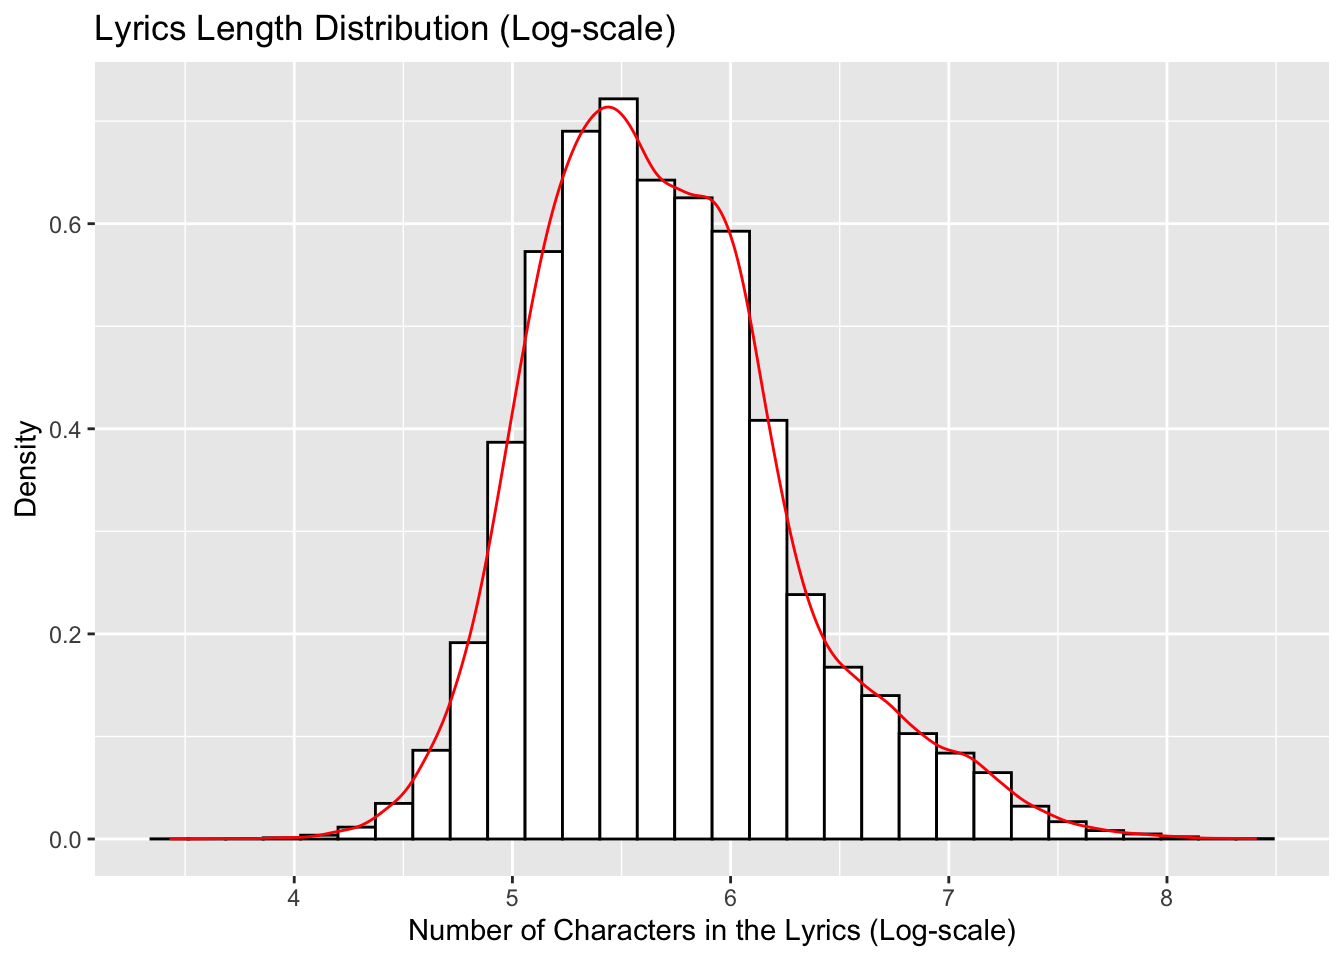 Lyrics Length Distribution (Log-scale)
Density
0.6
0.4
0.2
0.0
4 5 6 7 8
Number of Characters in the Lyrics (Log-scale)